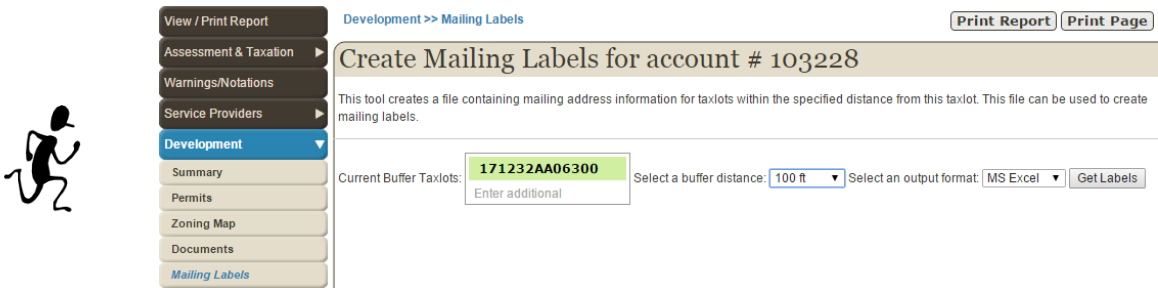 View / Print Report
Assessment & Taxation
Warnings/Notations
Service Providers
Development
Summary
Permits
Zoning Map
Documents
Mailing Labels
Development >> Mailing Labels
Print Report Print Page
Create Mailing Labels for account # 103228
This tool creates a file containing mailing address information for taxlots within the specified distance from this taxlot. This file can be used to create
mailing labels.
Current Buffer Taxlots: 171232AA06300 Select a buffer distance: 100 ft Select an output format: MS Excel Get Labels
Enter additional